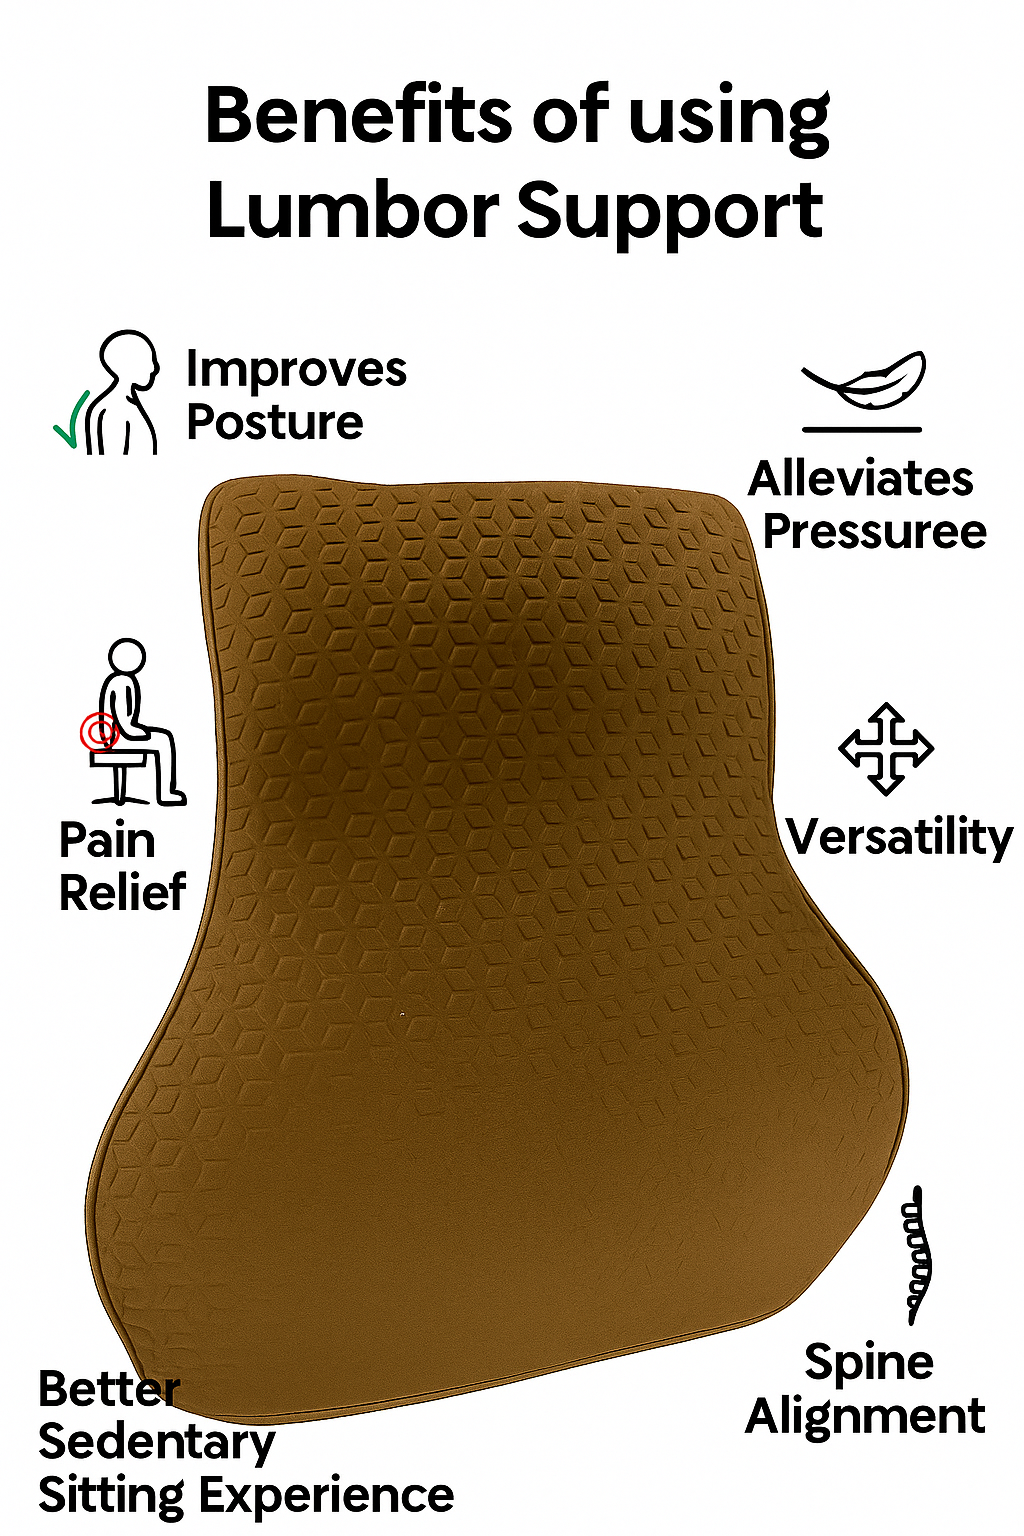 Benefits of using
Lumbor Support
Improves
Posture
Alleviates
Pressuree
Pain
Relief
Versatility
Spine
Alignment
Better
Sedentary
Sitting Experience